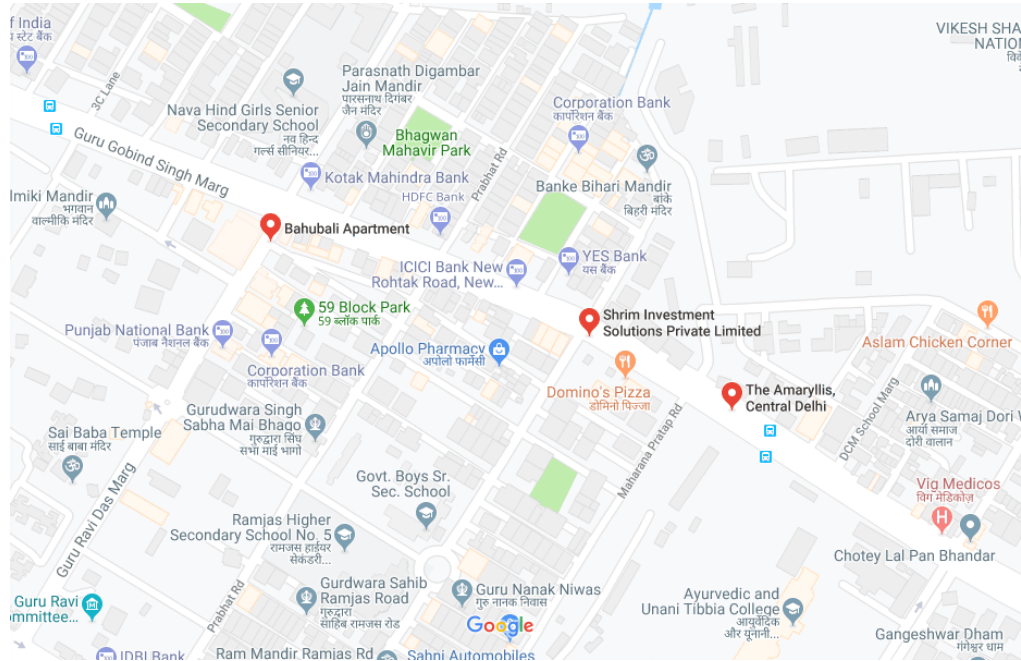 f India
य स्टेट बैंक
3C Lane
Guru Gobind Singh Marg
Nava Hind Girls Senior
Secondary School
नव हिन्द
गर्ल्स सीनियर...
Parasnath Digambar
Jain Mandir
पारसनाथ दिगंबर
जैन मंदिर
Bhagwan
Mahavir Park
Kotak Mahindra Bank
HDFC Bank
Prabhat Rd
Corporation Bank
कार्पोरेशन बैंक
Banke Bihari Mandir
बांके
बिहरी मंदिर
VIKESH SHA
NATION
lmiki Mandir
भगवान
वाल्मीकि मंदिर
Bahubali Apartment
ICICI Bank New
Rohtak Road, New...
YES Bank
यस बैंक
59 Block Park
59 ब्लॉक पार्क
Shrim Investment
Solutions Private Limited
Punjab National Bank
पंजाब नैशनल बैंक
Corporation Bank
कार्पोरेशन बैंक
Apollo Pharmacy
अपोलो फार्मेसी
Domino's Pizza
डोमिनो पिज्जा
Aslam Chicken Corner
The Amaryllis,
Central Delhi
Arya Samaj Dori W
आर्या समाज
दोरी वालान
DCM School Marg
Maharana Pratap Rd
Gurudwara Singh
Sabha Mai Bhago
गुरुद्वारा सिंघ
सभा माई भागो
Sai Baba Temple
साई बाबा मंदिर
Govt. Boys Sr.
Sec. School
Vig Medicos
विग मेडिकोज़
Guru Ravi Das Marg
Ramjas Higher
Secondary School No. 5
रामजस हाईयर
सेकंडरी...
Chotey Lal Pan Bhandar
Gurdwara Sahib
Ramjas Road
गुरुद्वारा
साहिब रामजस रोड
Guru Nanak Niwas
गुरु नानक निवास
Ayurvedic and
Unani Tibbia College
आयुर्वेदिक
और यूनानी...
Guru Ravi
ommittee...
Prabhat Rd
Google
Gangeshwar Dham
गंगेश्वर धाम
IDBI Bank
Ram Mandir Ramjas Rd
Sahni Automobiles